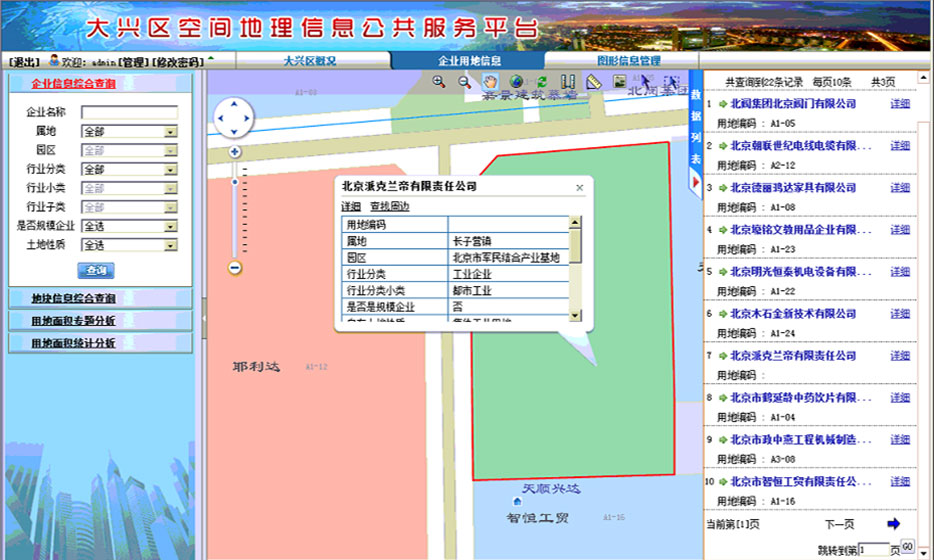 大兴区空间地理信息公共服务平台
[退出] 欢迎: admin[管理][修改密码]
大兴区概况
企业用地信息
图形信息管理
企业信息综合查询
企业名称
属地 全部
园区 全部
行业分类 全部
行业小类 全部
行业子类 全部
是否规模企业 全选
土地性质 全选
查询
地块信息综合查询
用地面积专题分析
用地面积统计分析
A1-12
耶利达
北京派克兰帝有限责任公司
详细 查找周边
用地编码
属地 长子营镇
园区 北京市军民结合产业基地
行业分类 工业企业
行业分类小类 都市工业
是否是规模企业 否
天顺兴达
智恒工贸
A1-16
数据列表
共查询到22条记录 每页10条 共3页
1 北阀集团北京阀门有限公司 详细
用地编码 : A1-05
2 北京朝联世纪电线电缆有限... 详细
用地编码 : A2-12
3 北京隆丽鸿达家具有限公司 详细
用地编码 : A1-08
4 北京绫铭文教用品企业有限... 详细
用地编码 : A1-23
5 北京明光恒泰机电设备有限... 详细
用地编码 : A1-22
6 北京木石金新技术有限公司 详细
用地编码 : A1-24
7 北京派克兰帝有限责任公司 详细
用地编码 :
8 北京市鹤延龄中药饮片有限... 详细
用地编码 : A1-04
9 北京市政中燕工程机械制造... 详细
用地编码 : A3-08
10 北京市智恒工贸有限责任公... 详细
用地编码 : A1-16
当前第[1]页 下一页
跳转到第1页 GO